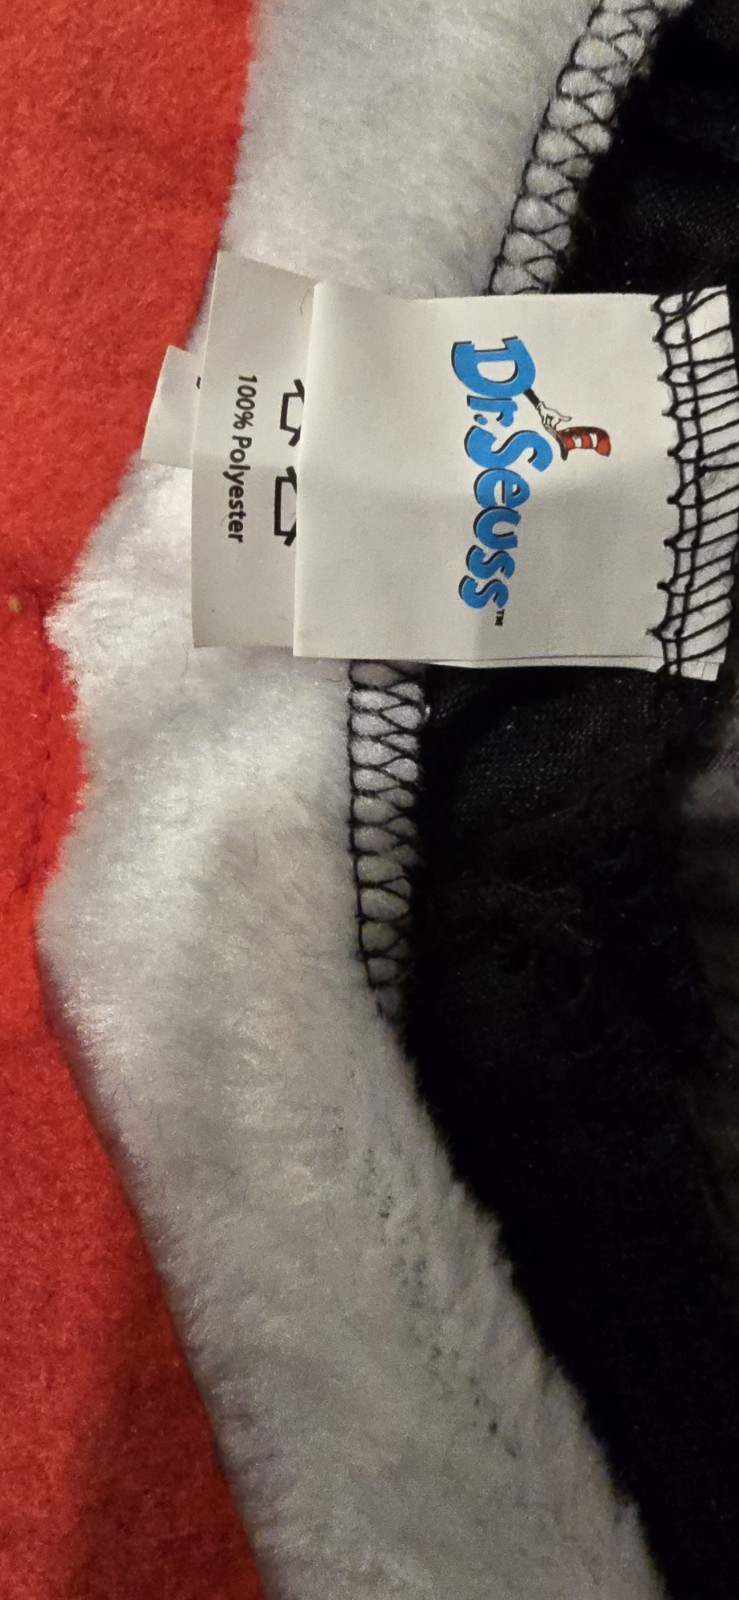 Dr. Seuss™
100% Polyester